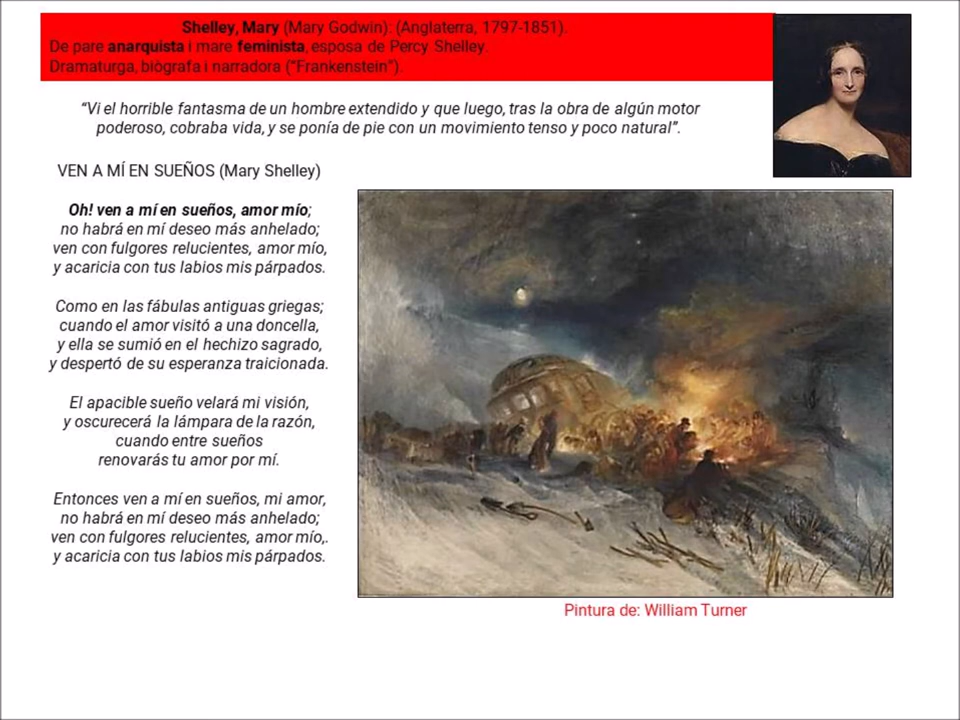 Shelley, Mary (Mary Godwin): (Anglaterra, 1797-1851).
De pare anarquista i mare feminista, esposa de Percy Shelley.
Dramaturga, biògrafa i narradora ("Frankenstein").
“Vi el horrible fantasma de un hombre extendido y que luego, tras la obra de algún motor
poderoso, cobraba vida, y se ponía de pie con un movimiento tenso y poco natural”.
VEN A MÍ EN SUEÑOS (Mary Shelley)
Oh! ven a mí en sueños, amor mío;
no habrá en mí deseo más anhelado;
ven con fulgores relucientes, amor mío,
y acaricia con tus labios mis párpados.
Como en las fábulas antiguas griegas;
cuando el amor visitó a una doncella,
y ella se sumió en el hechizo sagrado,
y despertó de su esperanza traicionada.
El apacible sueño velará mi visión,
y oscurecerá la lámpara de la razón,
cuando entre sueños
renovarás tu amor por mí.
Entonces ven a mí en sueños, mi amor,
no habrá en mí deseo más anhelado;
ven con fulgores relucientes, amor mío,.
y acaricia con tus labios mis párpados.
Pintura de: William Turner